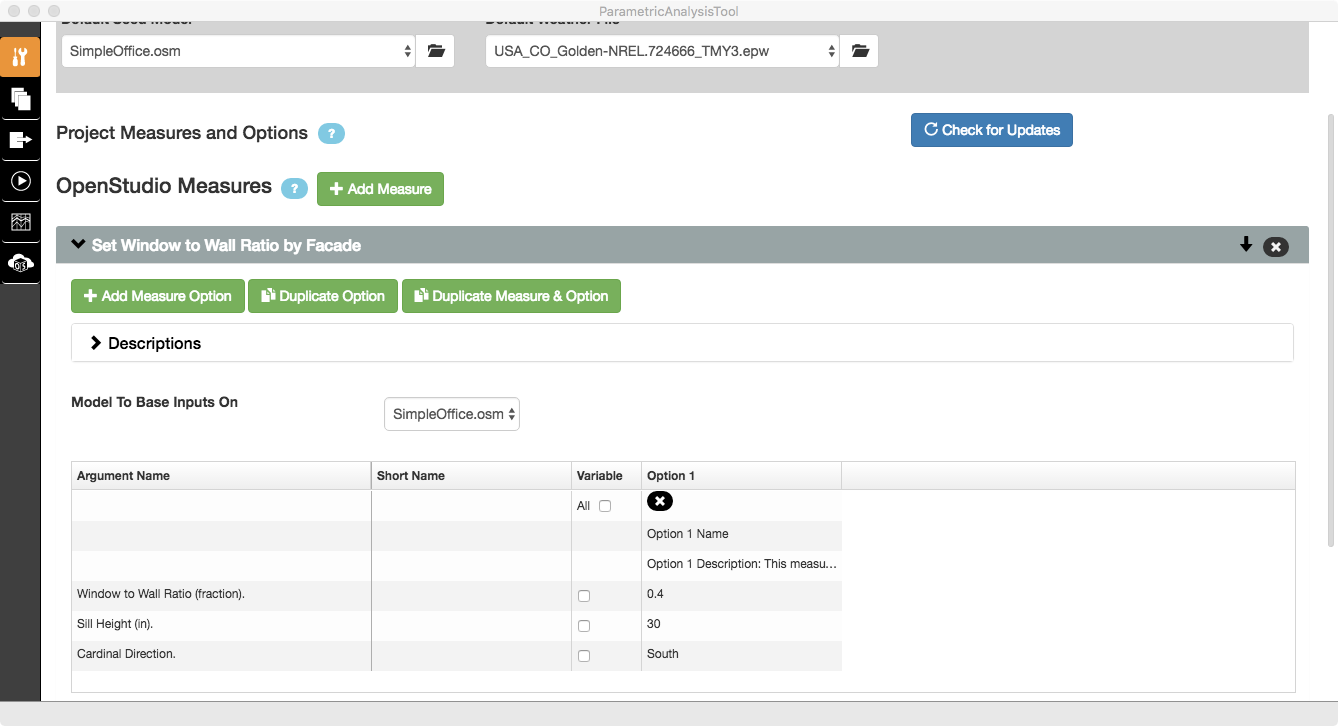 ParametricAnalysisTool
Default Seed Model Default Weather File
SimpleOffice.osm USA_CO_Golden-NREL.724666_TMY3.epw
Project Measures and Options ? Check for Updates
OpenStudio Measures ? Add Measure
Set Window to Wall Ratio by Facade
Add Measure Option Duplicate Option Duplicate Measure & Option
Descriptions
Model To Base Inputs On SimpleOffice.osm
Argument Name Short Name Variable Option 1
All
Option 1 Name
Option 1 Description: This measu...
Window to Wall Ratio (fraction). 0.4
Sill Height (in). 30
Cardinal Direction. South